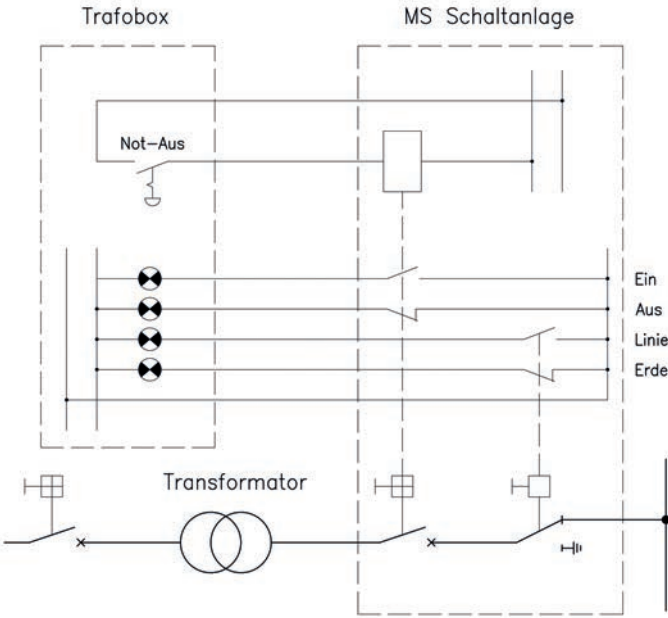 Trafobox
MS Schaltanlage
Not-Aus
Ein
Aus
Linie
Erde
Transformator